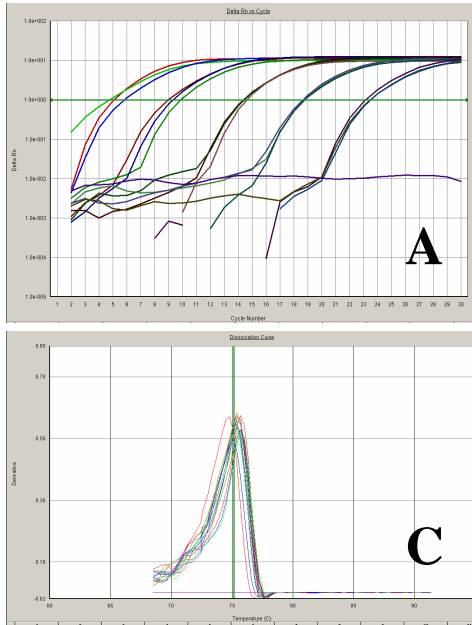 Delta Rn vs Cycle
1.0e+002
1.0e+001
1.0e+000
1.0e-001
1.0e-002
1.0e-003
1.0e-004
1.0e-005
Delta Rn
1 2 3 4 5 6 7 8 9 10 11 12 13 14 15 16 17 18 19 20 21 22 23 24 25 26 27 28 29 30
Cycle Number
A
Dissociation Curve
0.70
0.50
0.30
0.10
-0.02
Derivative
60 65 70 75 80 85 90
Temperature (C)
C